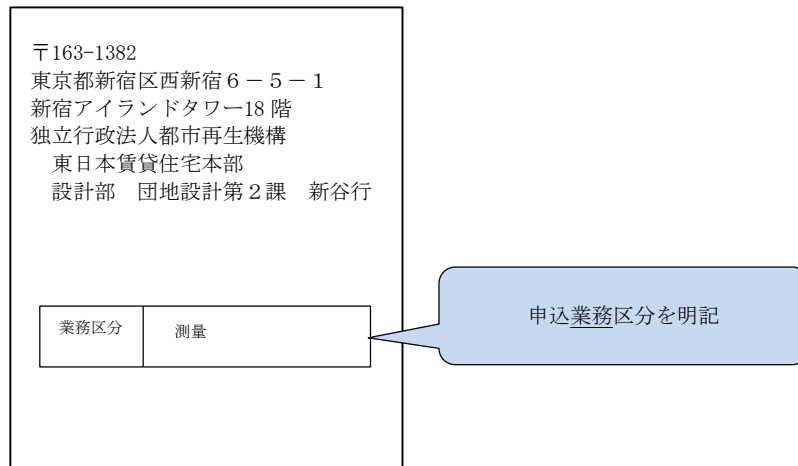 〒163-1382
東京都新宿区西新宿６－５－１
新宿アイランドタワー18 階
独立行政法人都市再生機構
東日本賃貸住宅本部
設計部　団地設計第２課　新谷行
業務区分　測量
申込業務区分を明記